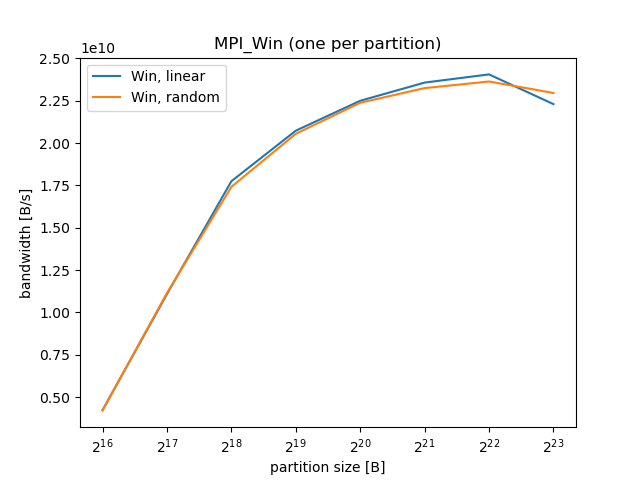 MPI_Win (one per partition)
1e10
Win, linear
Win, random
2.50
2.25
2.00
1.75
1.50
1.25
1.00
0.75
0.50
bandwidth [B/s]
2^16 2^17 2^18 2^19 2^20 2^21 2^22 2^23
partition size [B]